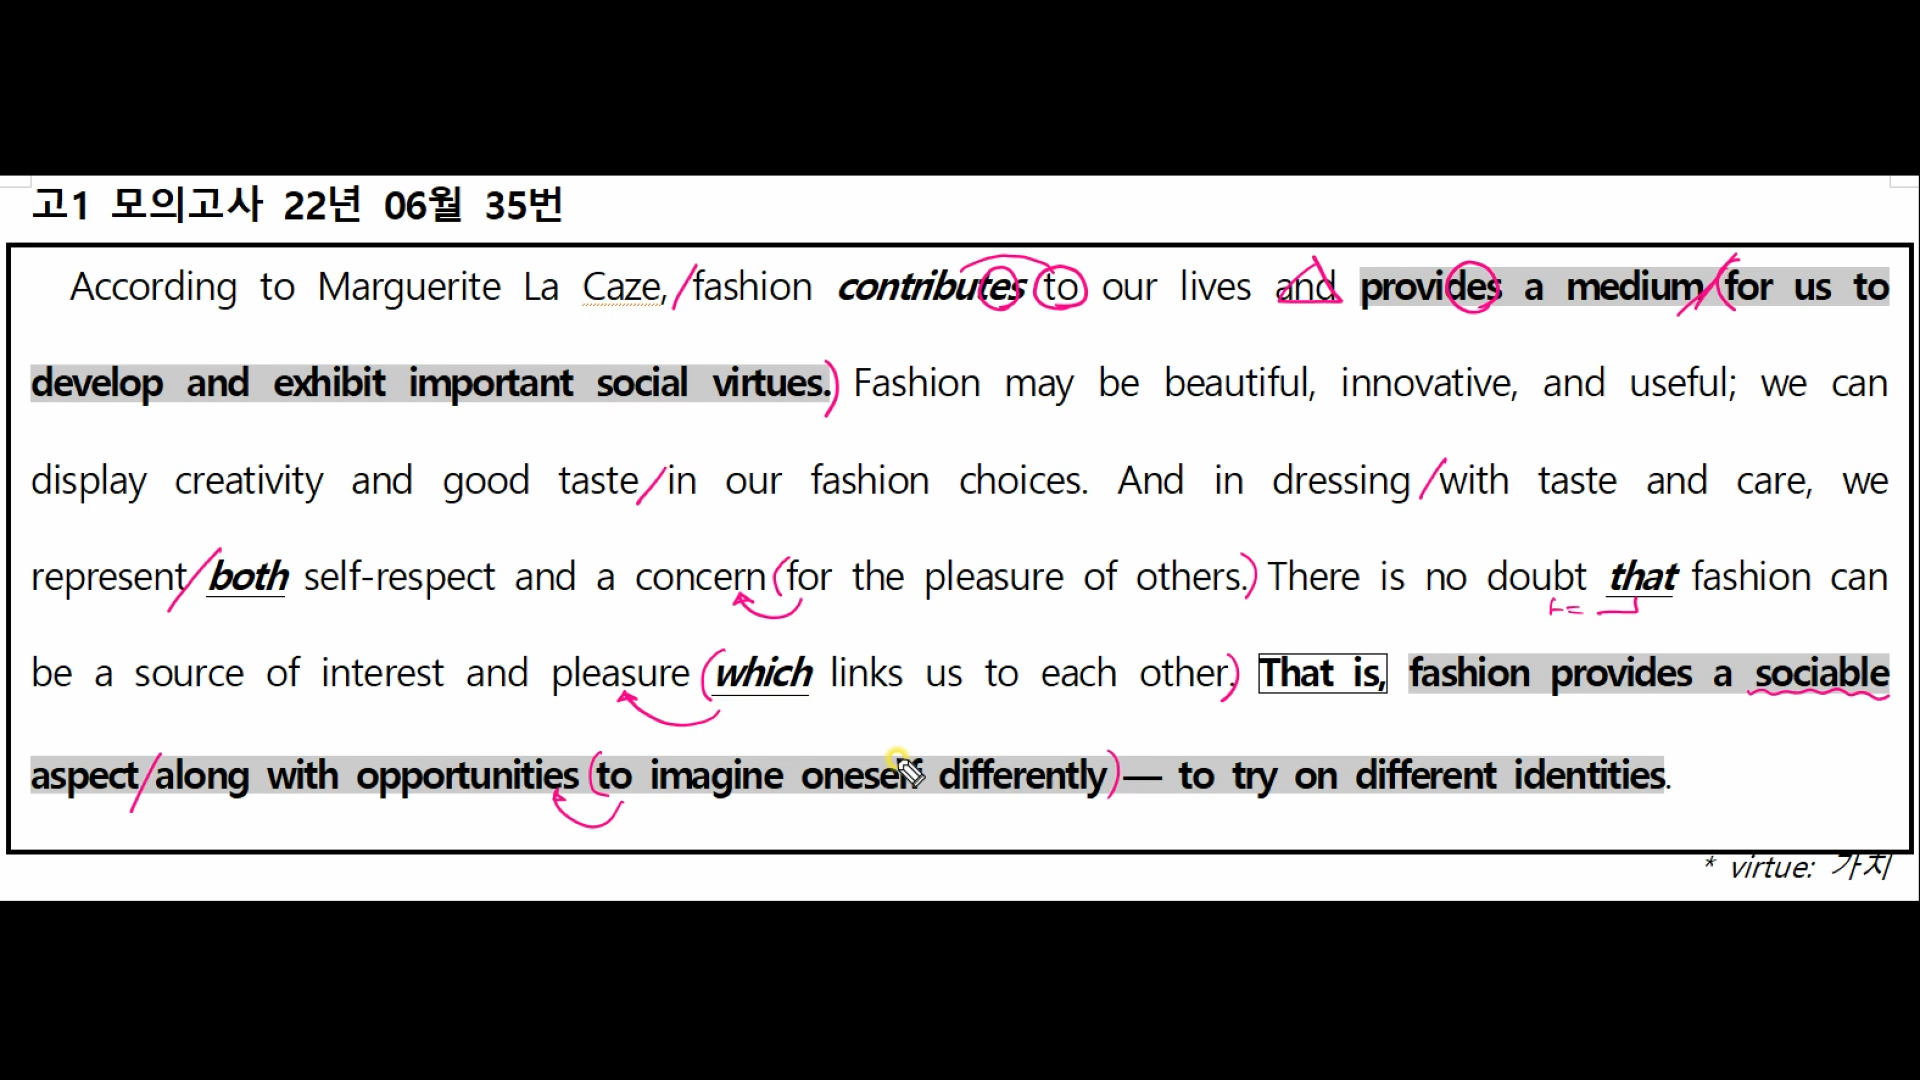 고1 모의고사 22년 06월 35번
According to Marguerite La Caze, fashion contributes to our lives and provides a medium for us to
develop and exhibit important social virtues. Fashion may be beautiful, innovative, and useful; we can
display creativity and good taste in our fashion choices. And in dressing with taste and care, we
represent both self-respect and a concern for the pleasure of others. There is no doubt that fashion can
be a source of interest and pleasure which links us to each other. That is, fashion provides a sociable
aspect along with opportunities to imagine oneself differently — to try on different identities.
* virtue: 가치